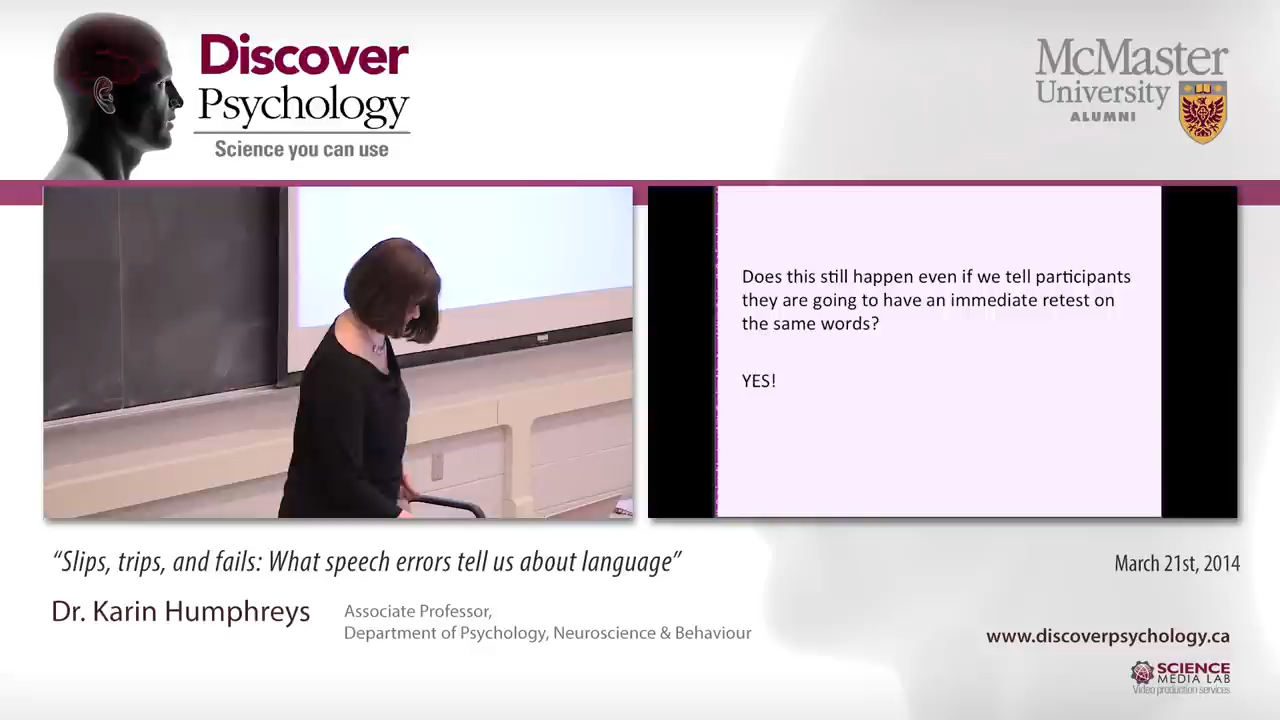 Discover
Psychology
Science you can use
McMaster
University
ALUMNI
Does this still happen even if we tell participants
they are going to have an immediate retest on
the same words?
YES!
“Slips, trips, and fails: What speech errors tell us about language”
March 21st, 2014
Dr. Karin Humphreys
Associate Professor,
Department of Psychology, Neuroscience & Behaviour
www.discoverpsychology.ca
SCIENCE
MEDIA LAB
Video production services